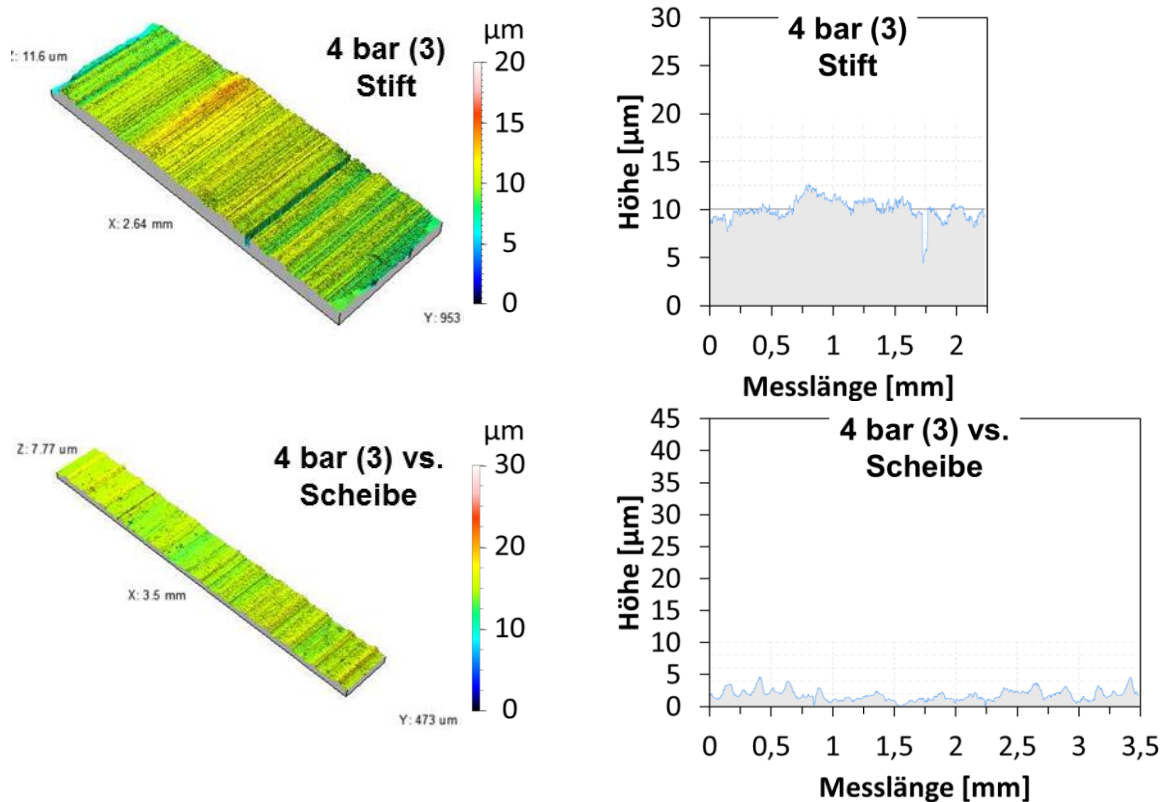 : 11.6 um
4 bar (3)
Stift
µm
20
15
10
5
0
X: 2.64 mm
Y: 953
30
25
20
15
10
5
0
Höhe [µm]
4 bar (3)
Stift
0 0,5 1 1,5 2
Messlänge [mm]
Z: 7.77 um
4 bar (3) vs.
Scheibe
µm
30
20
10
0
X: 3.5 mm
Y: 473 um
45
40
35
30
25
20
15
10
5
0
Höhe [µm]
4 bar (3) vs.
Scheibe
0 0,5 1 1,5 2 2,5 3 3,5
Messlänge [mm]